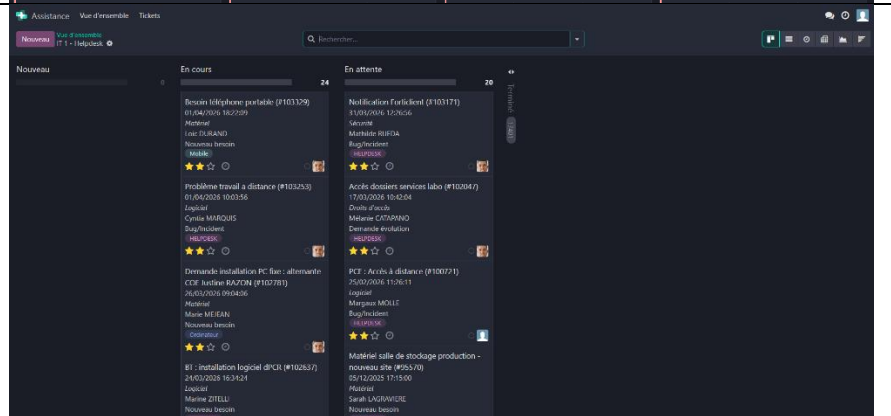 Assistance Vue d'ensemble Tickets
Nouveau
Vue d'ensemble
IT 1 - Helpdesk
Rechercher...
Nouveau
0
En cours
24
Besoin téléphone portable (#103329)
01/04/2026 18:22:09
Matériel
Loic DURAND
Nouveau besoin
Mobile
Problème travail a distance (#103253)
01/04/2026 10:03:56
Logiciel
Cyntia MARQUIS
Bug/Incident
HELPDESK
Demande installation PC fixe : alternante
COE Justine RAZON (#102781)
26/03/2026 09:04:06
Matériel
Marie MEJEAN
Nouveau besoin
Ordinateur
BT : installation logiciel dPCR (#102637)
24/03/2026 16:34:24
Logiciel
Marine ZITELLI
Nouveau besoin
En attente
20
Notification Forticlient (#103171)
31/03/2026 12:26:56
Sécurité
Mathilde RUEDA
Bug/Incident
HELPDESK
Accès dossiers services labo (#102047)
17/03/2026 10:42:04
Droits d'accès
Mélanie CATAPANO
Demande évolution
HELPDESK
PCE : Accès à distance (#100721)
25/02/2026 11:26:11
Logiciel
Margaux MOLLE
Bug/Incident
HELPDESK
Matériel salle de stockage production -
nouveau site (#95570)
05/12/2025 17:15:00
Matériel
Sarah LAGRAVIERE
Nouveau besoin
Terminé